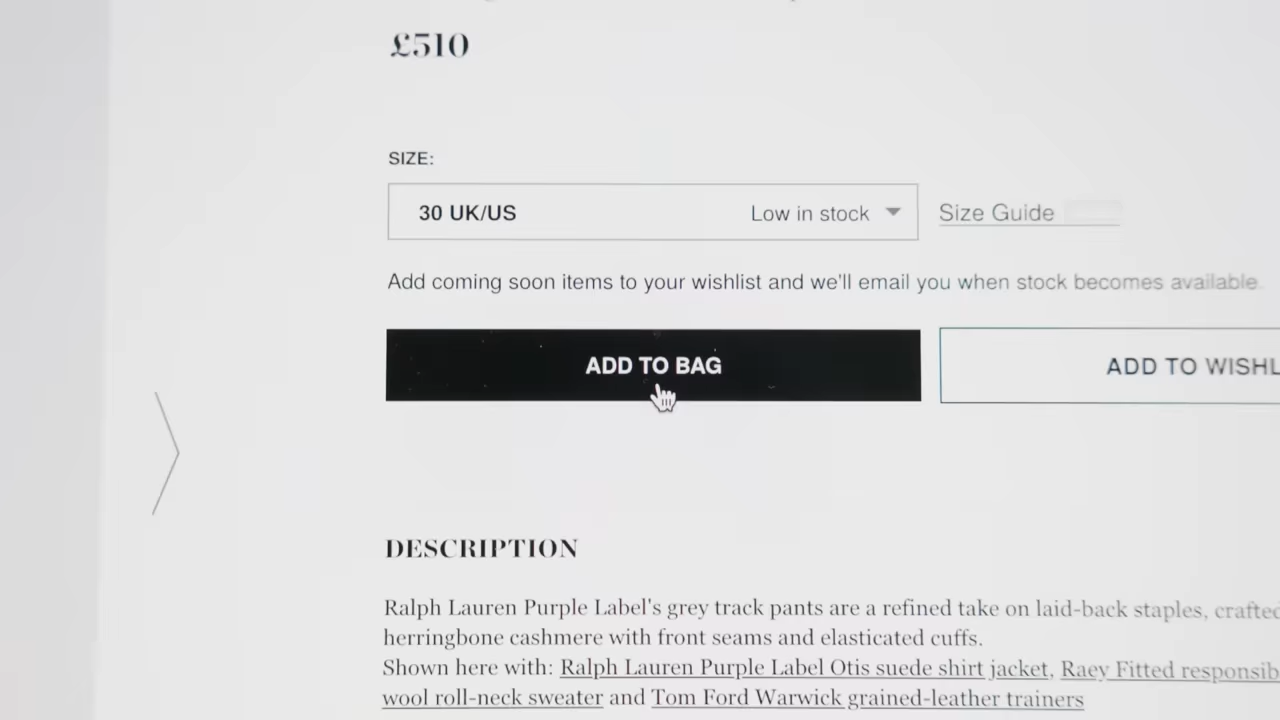 £510
SIZE:
30 UK/US Low in stock Size Guide
Add coming soon items to your wishlist and we'll email you when stock becomes available.
ADD TO BAG ADD TO WISHL
DESCRIPTION
Ralph Lauren Purple Label's grey track pants are a refined take on laid-back staples, crafted
herringbone cashmere with front seams and elasticated cuffs.
Shown here with: Ralph Lauren Purple Label Otis suede shirt jacket, Raey Fitted responsib
wool roll-neck sweater and Tom Ford Warwick grained-leather trainers